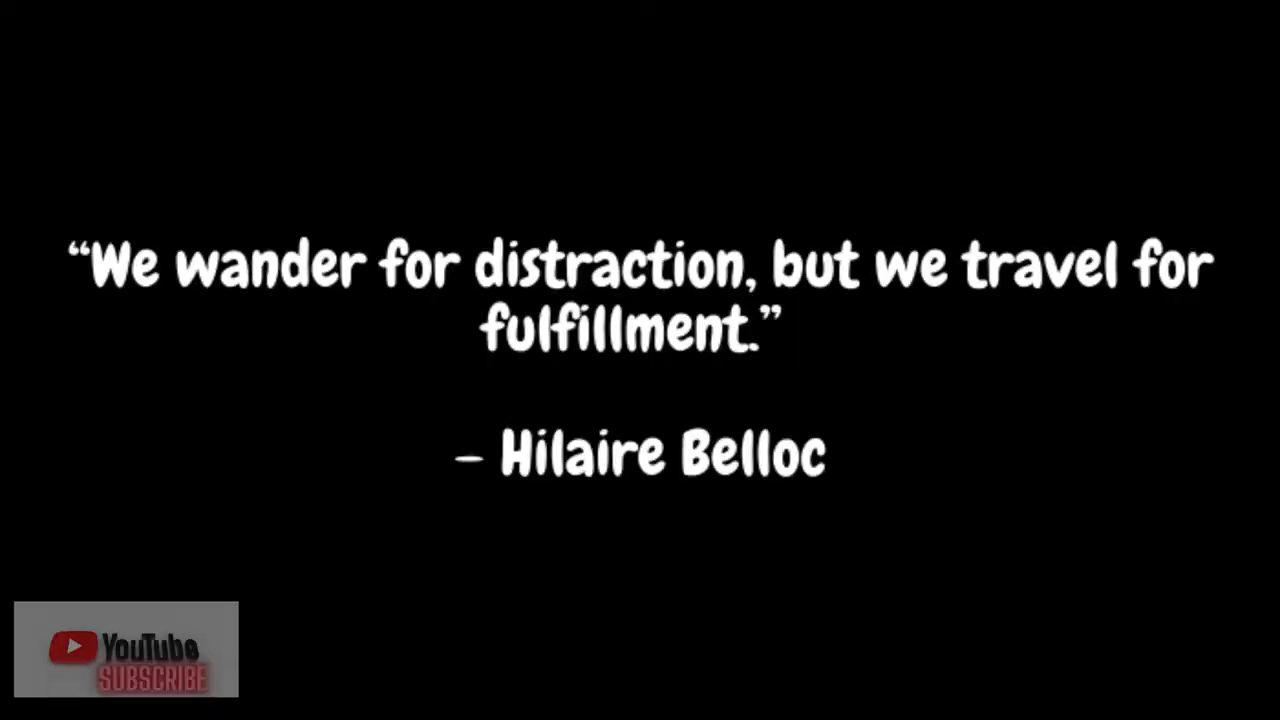 “We wander for distraction, but we travel for
fulfillment.”
– Hilaire Belloc
YouTube
SUBSCRIBE